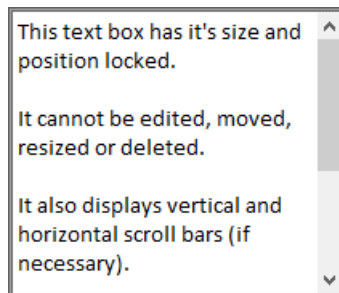 This text box has it's size and
position locked.
It cannot be edited, moved,
resized or deleted.
It also displays vertical and
horizontal scroll bars (if
necessary).